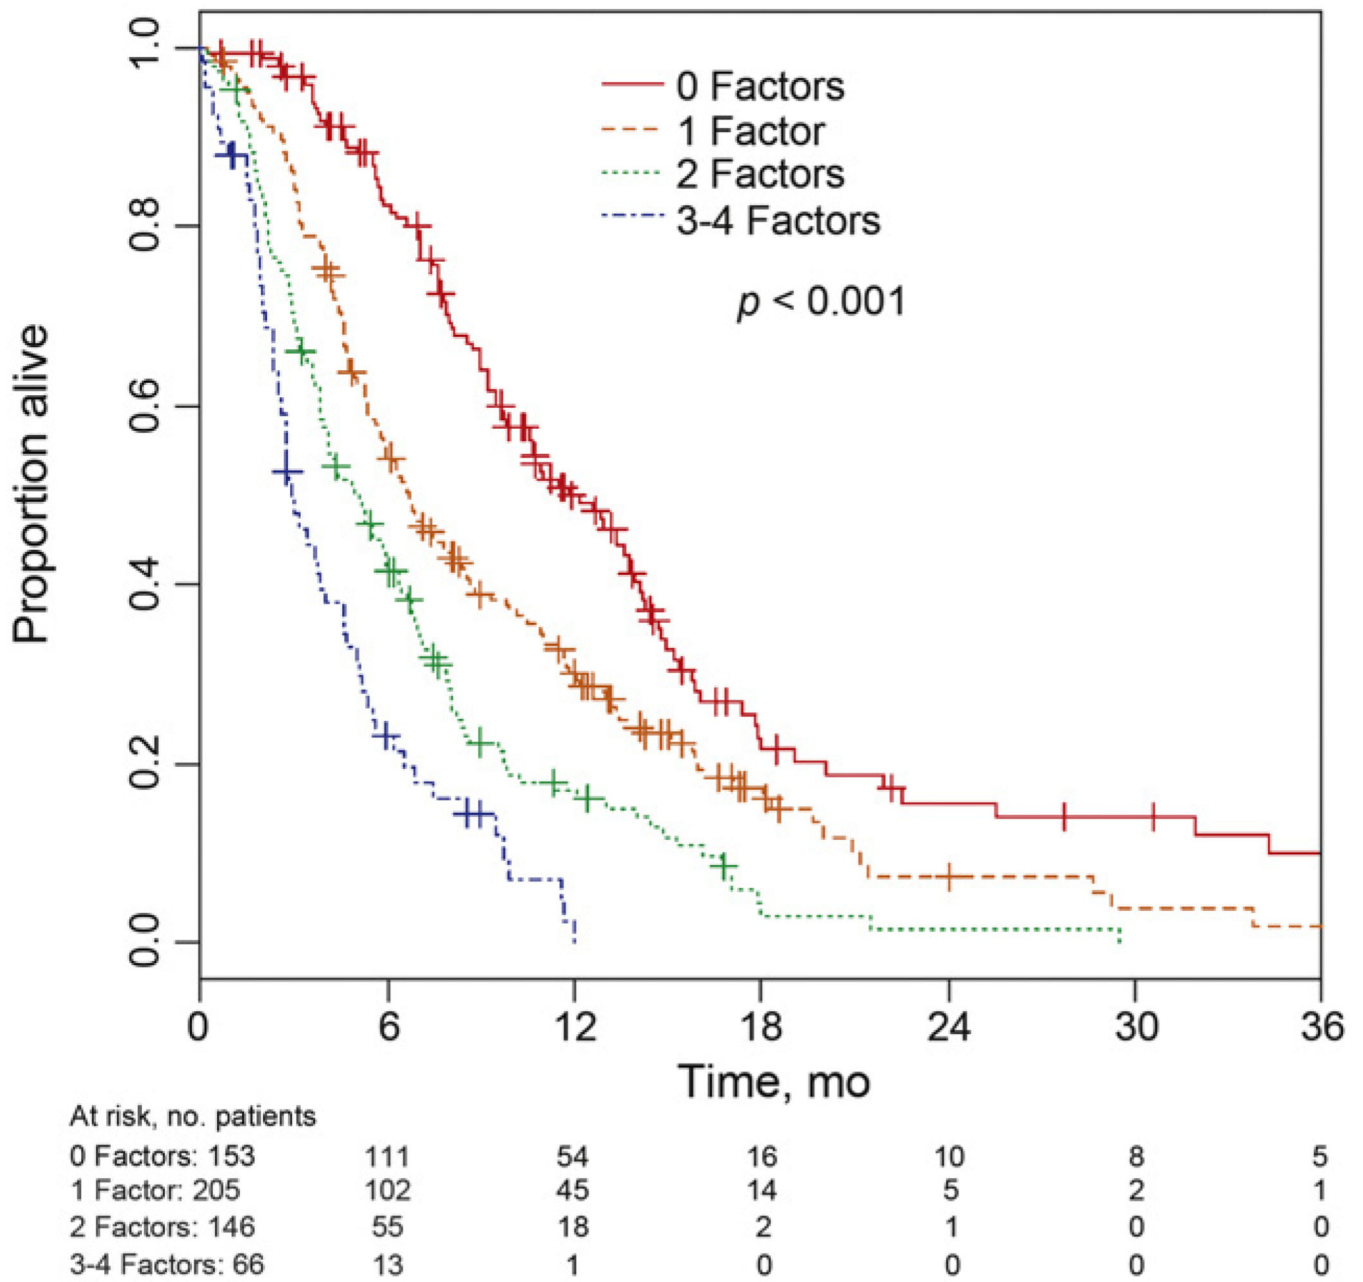 1.0
0.8
0.6
0.4
0.2
0.0
Proportion alive
0 Factors
1 Factor
2 Factors
3-4 Factors
p < 0.001
0 6 12 18 24 30 36
Time, mo
At risk, no. patients
0 Factors: 153 111 54 16 10 8 5
1 Factor: 205 102 45 14 5 2 1
2 Factors: 146 55 18 2 1 0 0
3-4 Factors: 66 13 1 0 0 0 0